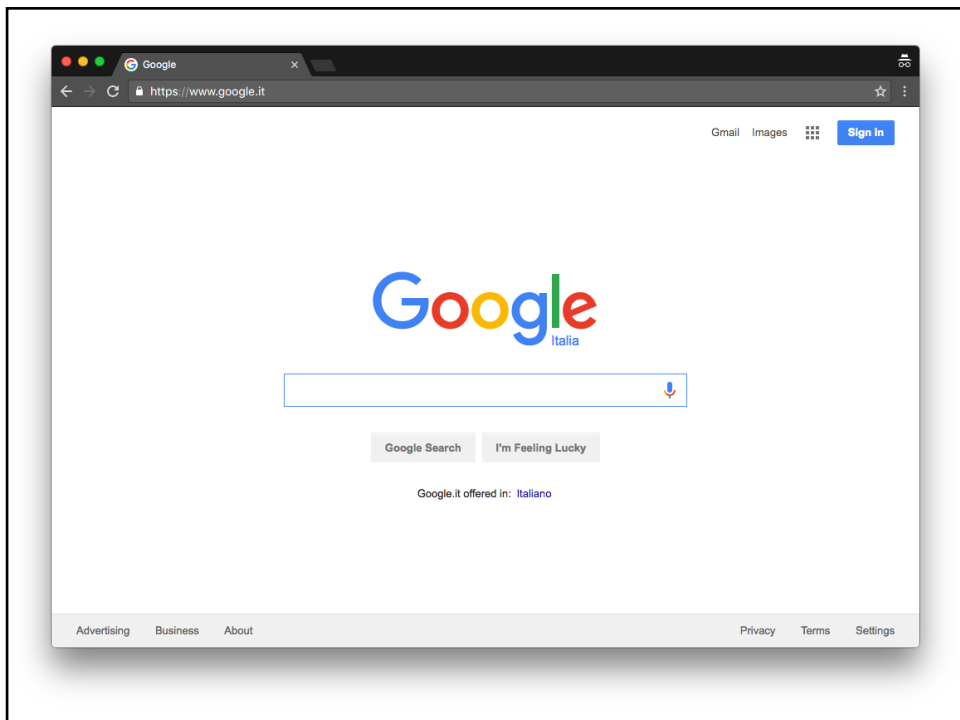 Google
https://www.google.it
Gmail Images Sign in
Google
Italia
Google Search I'm Feeling Lucky
Google.it offered in: Italiano
Advertising Business About Privacy Terms Settings